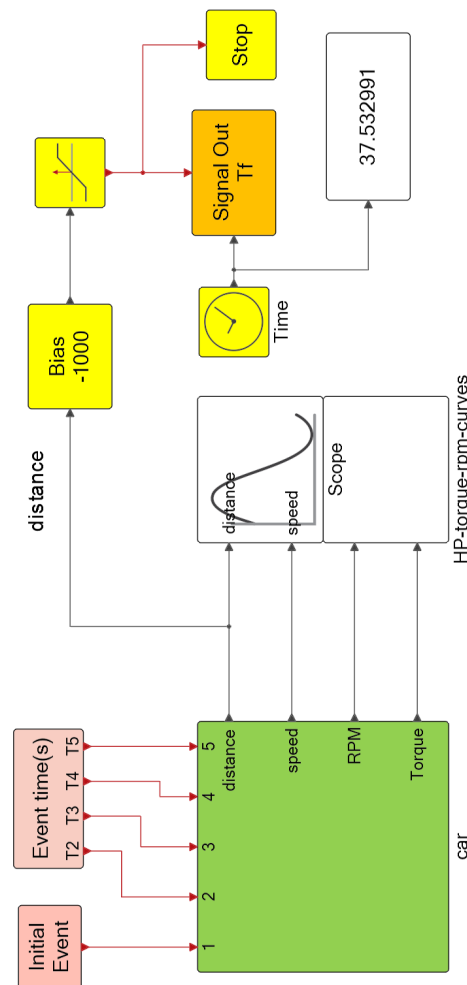 Initial
Event
Event time(s)
T2 T3 T4 T5
1 2 3 4 5
distance
speed
RPM
Torque
car
distance
Bias
-1000
distance
speed
Scope
HP-torque-rpm-curves
Time
Signal Out
Tf
Stop
37.532991